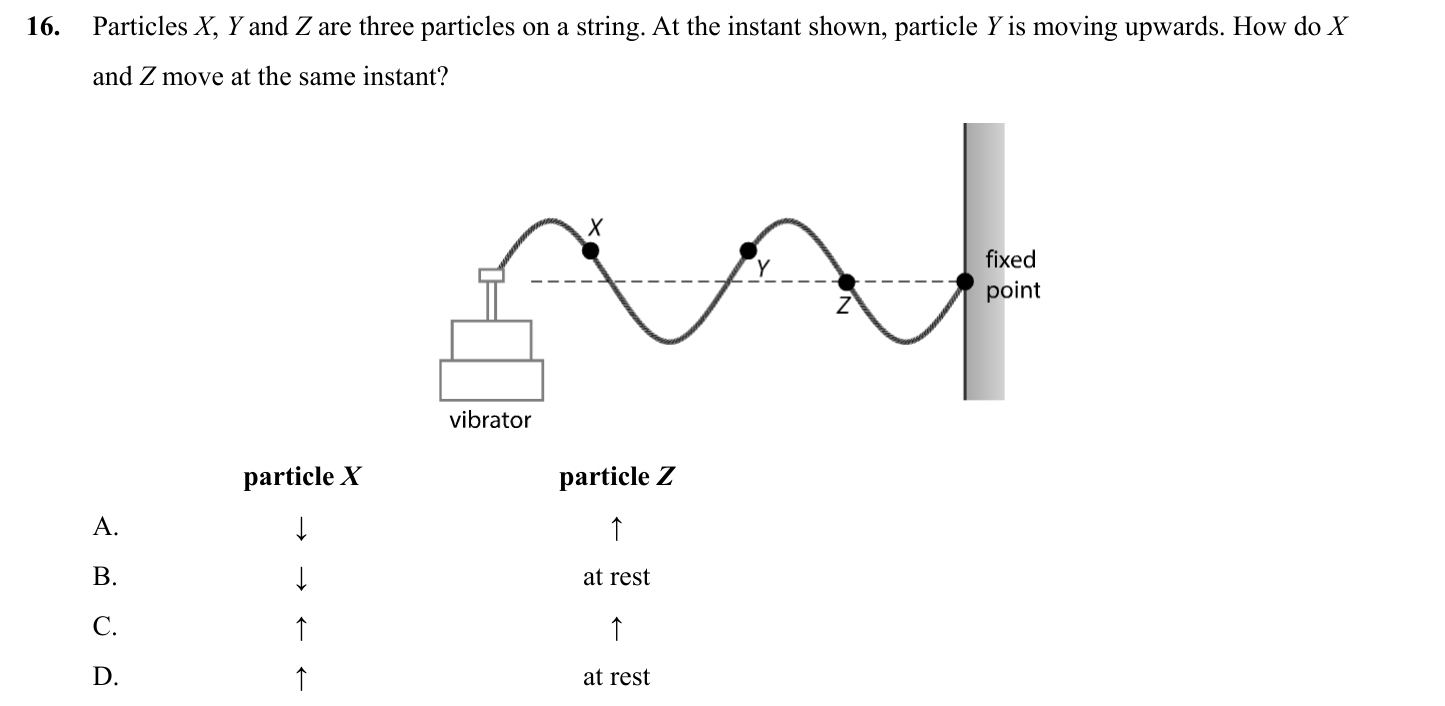 16. Particles X, Y and Z are three particles on a string. At the instant shown, particle Y is moving upwards. How do X
and Z move at the same instant?
X
Y
Z
fixed
point
vibrator
particle X particle Z
A. ↓ ↑
B. ↓ at rest
C. ↑ ↑
D. ↑ at rest